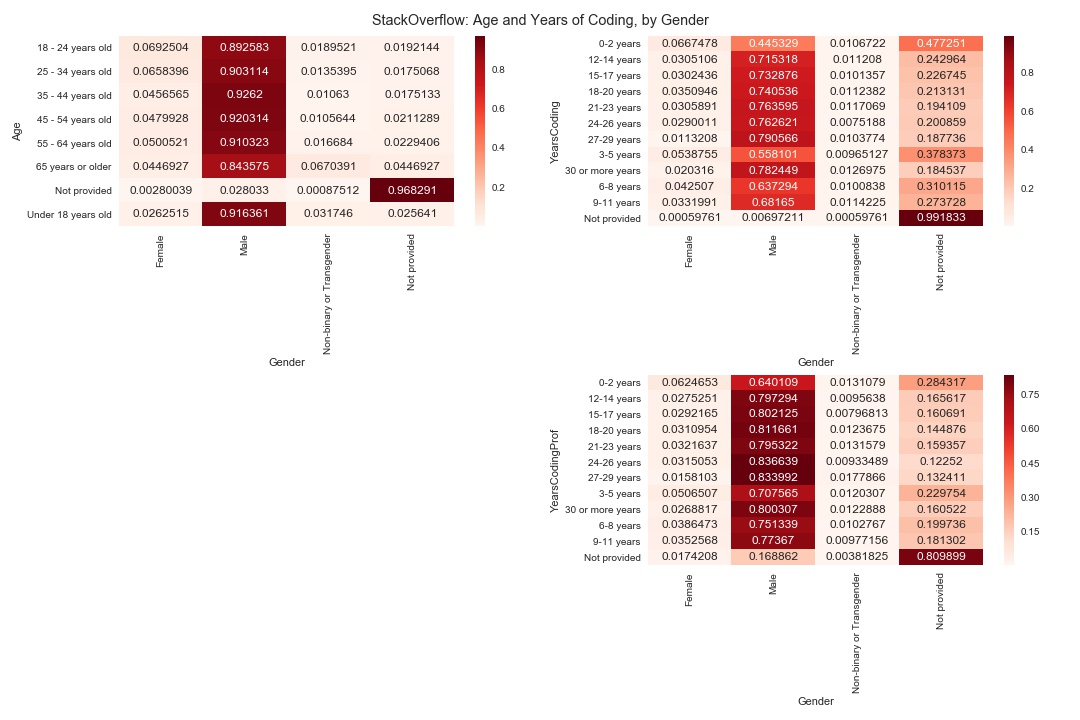 StackOverflow: Age and Years of Coding, by Gender
Age
18 - 24 years old 0.0692504 0.892583 0.0189521 0.0192144
25 - 34 years old 0.0658396 0.903114 0.0135395 0.0175068
35 - 44 years old 0.0456565 0.9262 0.01063 0.0175133
45 - 54 years old 0.0479928 0.920314 0.0105644 0.0211289
55 - 64 years old 0.0500521 0.910323 0.016684 0.0229406
65 years or older 0.0446927 0.843575 0.0670391 0.0446927
Not provided 0.00280039 0.028033 0.00087512 0.968291
Under 18 years old 0.0262515 0.916361 0.031746 0.025641
0.8
0.6
0.4
0.2
Female
Male
Non-binary or Transgender
Not provided
Gender
YearsCoding
0-2 years 0.0667478 0.445329 0.0106722 0.477251
12-14 years 0.0305106 0.715318 0.011208 0.242964
15-17 years 0.0302436 0.732876 0.0101357 0.226745
18-20 years 0.0350946 0.740536 0.0112382 0.213131
21-23 years 0.0305891 0.763595 0.0117069 0.194109
24-26 years 0.0290011 0.762621 0.0075188 0.200859
27-29 years 0.0113208 0.790566 0.0103774 0.187736
3-5 years 0.0538755 0.558101 0.00965127 0.378373
30 or more years 0.020316 0.782449 0.0126975 0.184537
6-8 years 0.042507 0.637294 0.0100838 0.310115
9-11 years 0.0331991 0.68165 0.0114225 0.273728
Not provided 0.00059761 0.00697211 0.00059761 0.991833
0.8
0.6
0.4
0.2
Female
Male
Non-binary or Transgender
Not provided
Gender
YearsCodingProf
0-2 years 0.0624653 0.640109 0.0131079 0.284317
12-14 years 0.0275251 0.797294 0.0095638 0.165617
15-17 years 0.0292165 0.802125 0.00796813 0.160691
18-20 years 0.0310954 0.811661 0.0123675 0.144876
21-23 years 0.0321637 0.795322 0.0131579 0.159357
24-26 years 0.0315053 0.836639 0.00933489 0.12252
27-29 years 0.0158103 0.833992 0.0177866 0.132411
3-5 years 0.0506507 0.707565 0.0120307 0.229754
30 or more years 0.0268817 0.800307 0.0122888 0.160522
6-8 years 0.0386473 0.751339 0.0102767 0.199736
9-11 years 0.0352568 0.77367 0.00977156 0.181302
Not provided 0.0174208 0.168862 0.00381825 0.809899
0.75
0.60
0.45
0.30
0.15
Female
Male
Non-binary or Transgender
Not provided
Gender